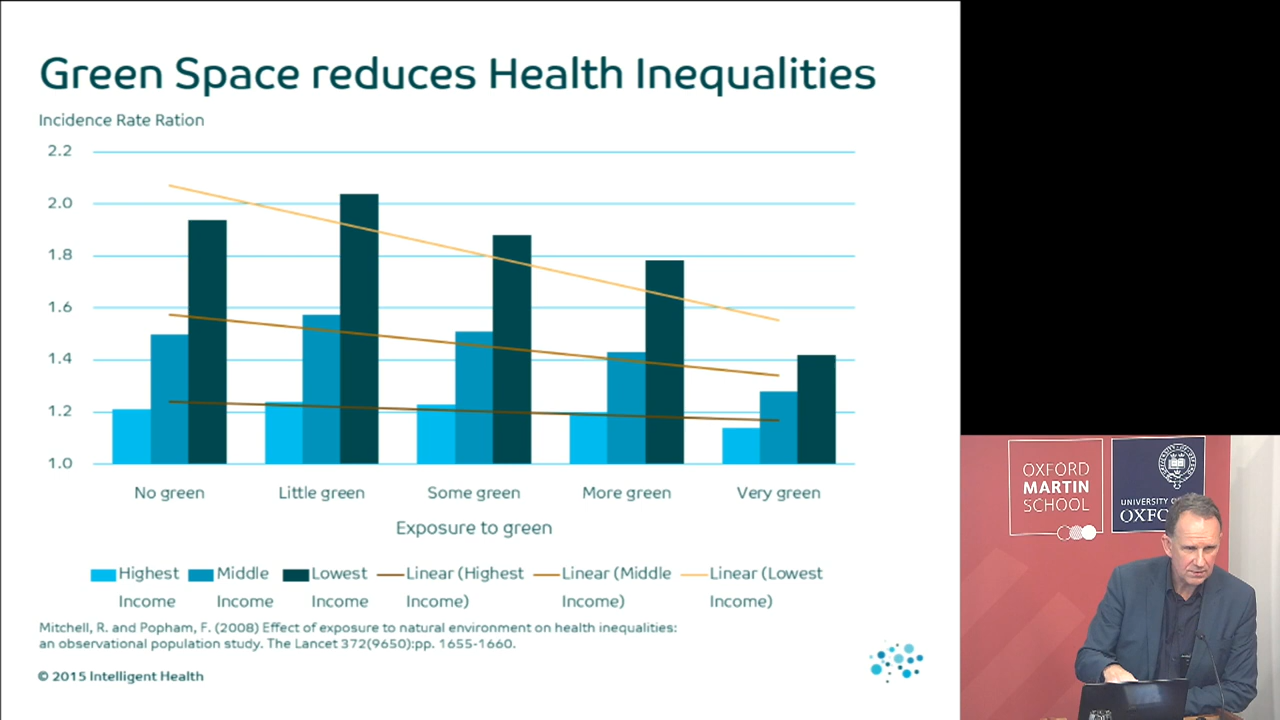 Green Space reduces Health Inequalities
Incidence Rate Ration
2.2
2.0
1.8
1.6
1.4
1.2
1.0
No green
Little green
Some green
More green
Very green
Exposure to green
Highest Income
Middle Income
Lowest Income
Linear (Highest Income)
Linear (Middle Income)
Linear (Lowest Income)
Mitchell, R. and Popham, F. (2008) Effect of exposure to natural environment on health inequalities:
an observational population study. The Lancet 372(9650):pp. 1655-1660.
© 2015 Intelligent Health
OXFORD
MARTIN
SCHOOL
UNIVERSITY